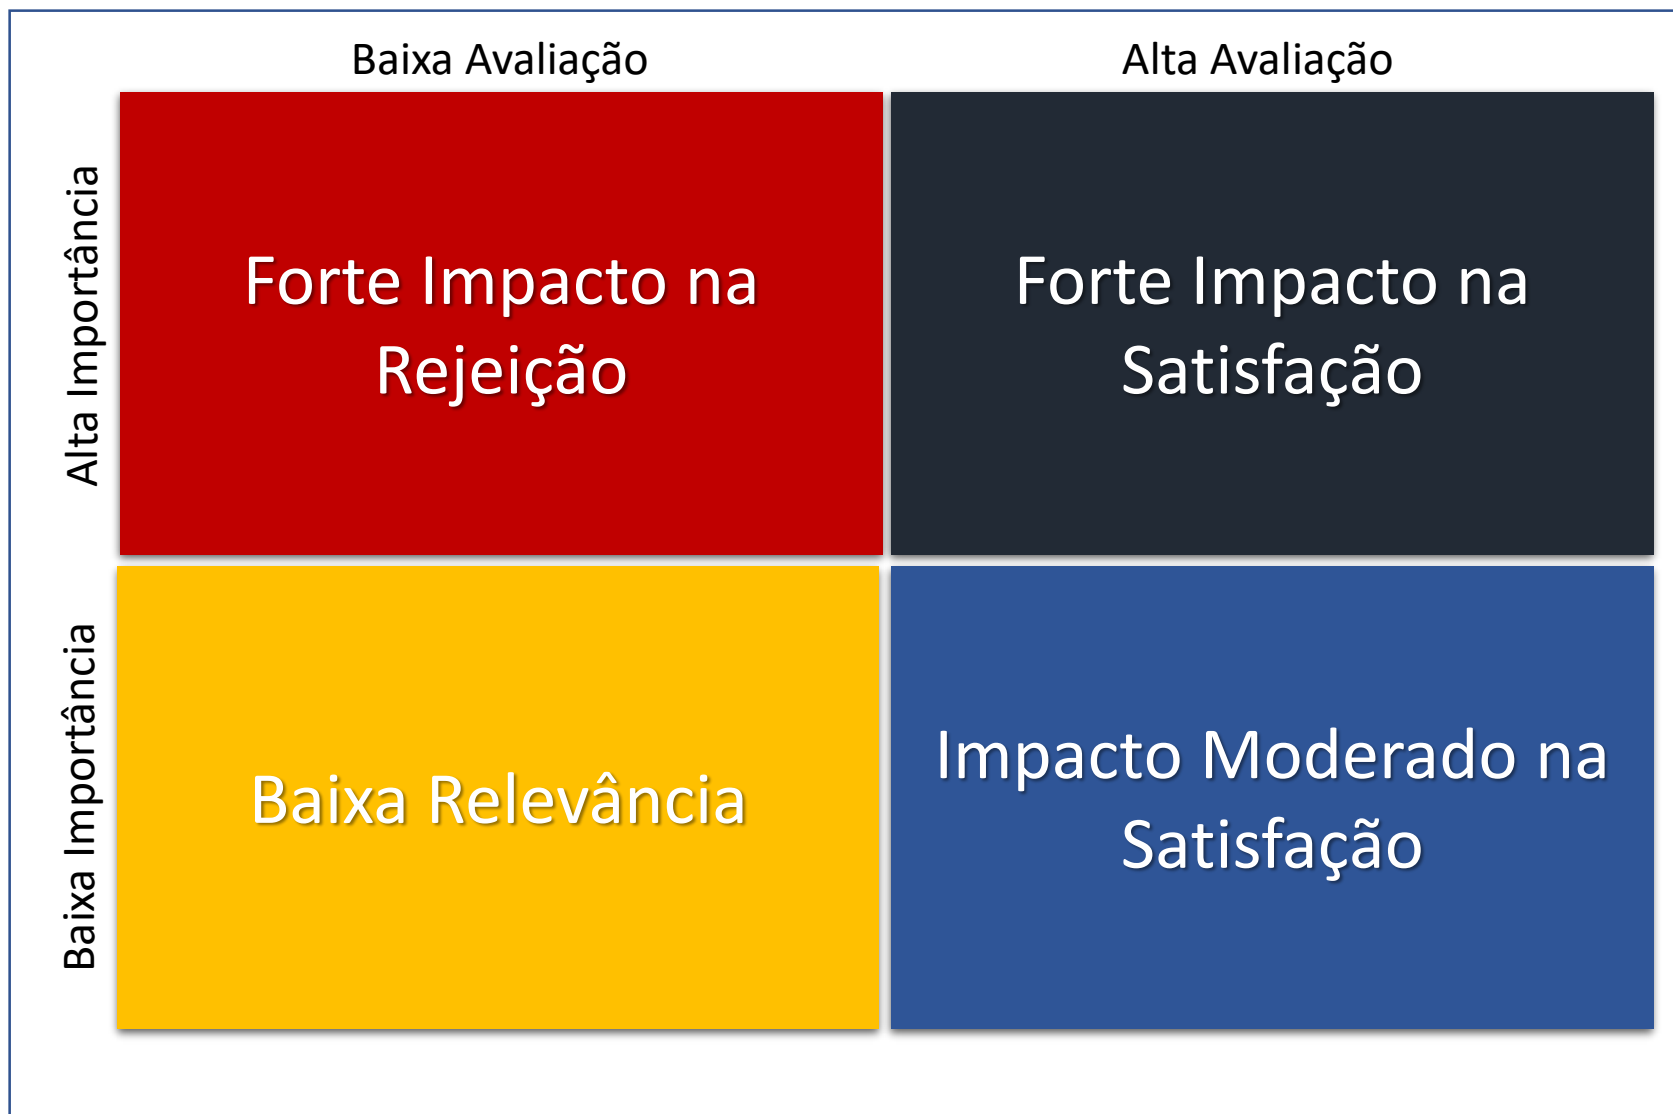 Baixa Avaliação
Alta Avaliação
Alta Importância
Forte Impacto na
Rejeição
Forte Impacto na
Satisfação
Baixa Importância
Baixa Relevância
Impacto Moderado na
Satisfação